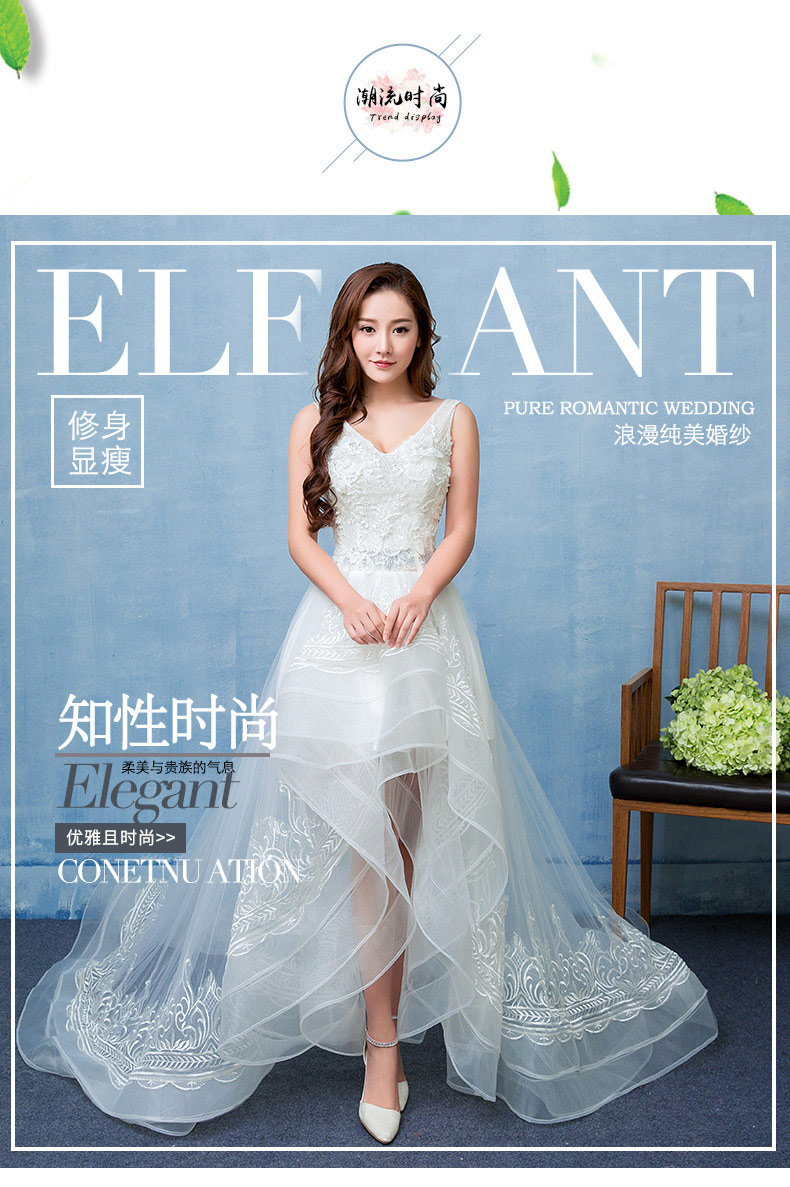 潮流时尚
Trend display
ELE ANT
修身
显瘦
PURE ROMANTIC WEDDING
浪漫纯美婚纱
知性时尚
柔美与贵族的气息
Elegant
优雅且时尚>>
CONETNU ATION